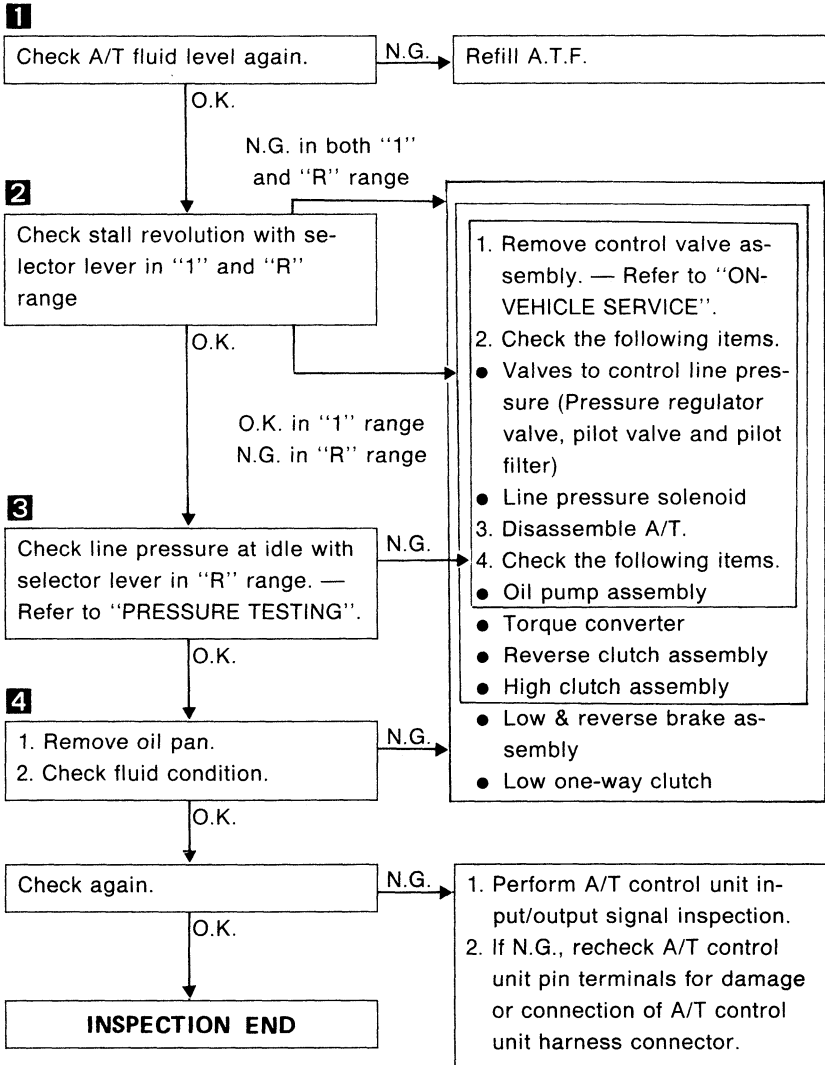 1
Check A/T fluid level again.
N.G.
Refill A.T.F.
O.K.
N.G. in both "1"
and "R" range
2
Check stall revolution with se-
lector lever in "1" and "R"
range
O.K.
O.K. in "1" range
N.G. in "R" range
1. Remove control valve as-
sembly. — Refer to "ON-
VEHICLE SERVICE".
2. Check the following items.
● Valves to control line pres-
sure (Pressure regulator
valve, pilot valve and pilot
filter)
● Line pressure solenoid
3. Disassemble A/T.
4. Check the following items.
● Oil pump assembly
● Torque converter
● Reverse clutch assembly
● High clutch assembly
● Low & reverse brake as-
sembly
● Low one-way clutch
3
Check line pressure at idle with
selector lever in "R" range. —
Refer to "PRESSURE TESTING".
N.G.
O.K.
4
1. Remove oil pan.
2. Check fluid condition.
N.G.
O.K.
Check again.
N.G.
1. Perform A/T control unit in-
put/output signal inspection.
2. If N.G., recheck A/T control
unit pin terminals for damage
or connection of A/T control
unit harness connector.
O.K.
INSPECTION END